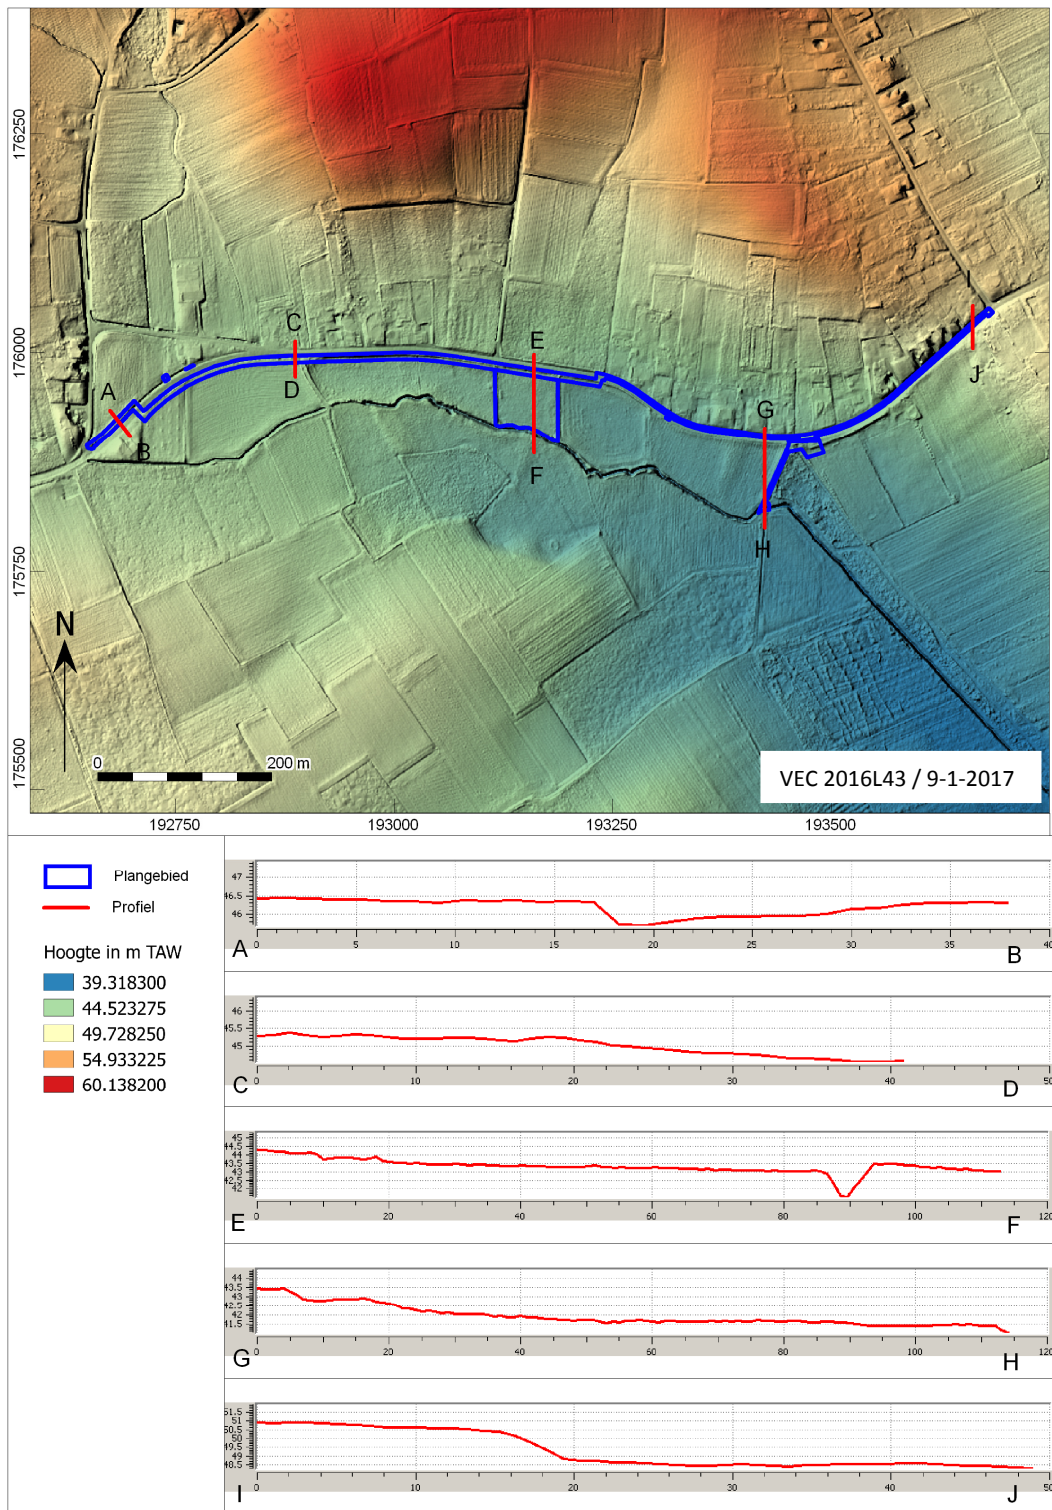 176250
176000
175750
175500
A
B
C
D
E
F
G
H
I
J
N
0 200 m
VEC 2016L43 / 9-1-2017
192750 193000 193250 193500
Plangebied
Profiel
Hoogte in m TAW
39.318300
44.523275
49.728250
54.933225
60.138200
47
46.5
46
A 0 5 10 15 20 25 30 35 40 B
46
45.5
45
C 0 10 20 30 40 50 D
45
44.5
44
43.5
43
42.5
42
E 0 20 40 60 80 100 120 F
44
43.5
43
42.5
42
41.5
G 0 20 40 60 80 100 120 H
51.5
51
50.5
50
49.5
49
48.5
I 0 10 20 30 40 50 J